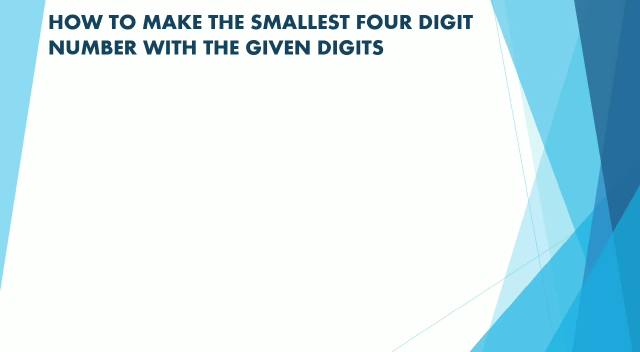 HOW TO MAKE THE SMALLEST FOUR DIGIT
NUMBER WITH THE GIVEN DIGITS